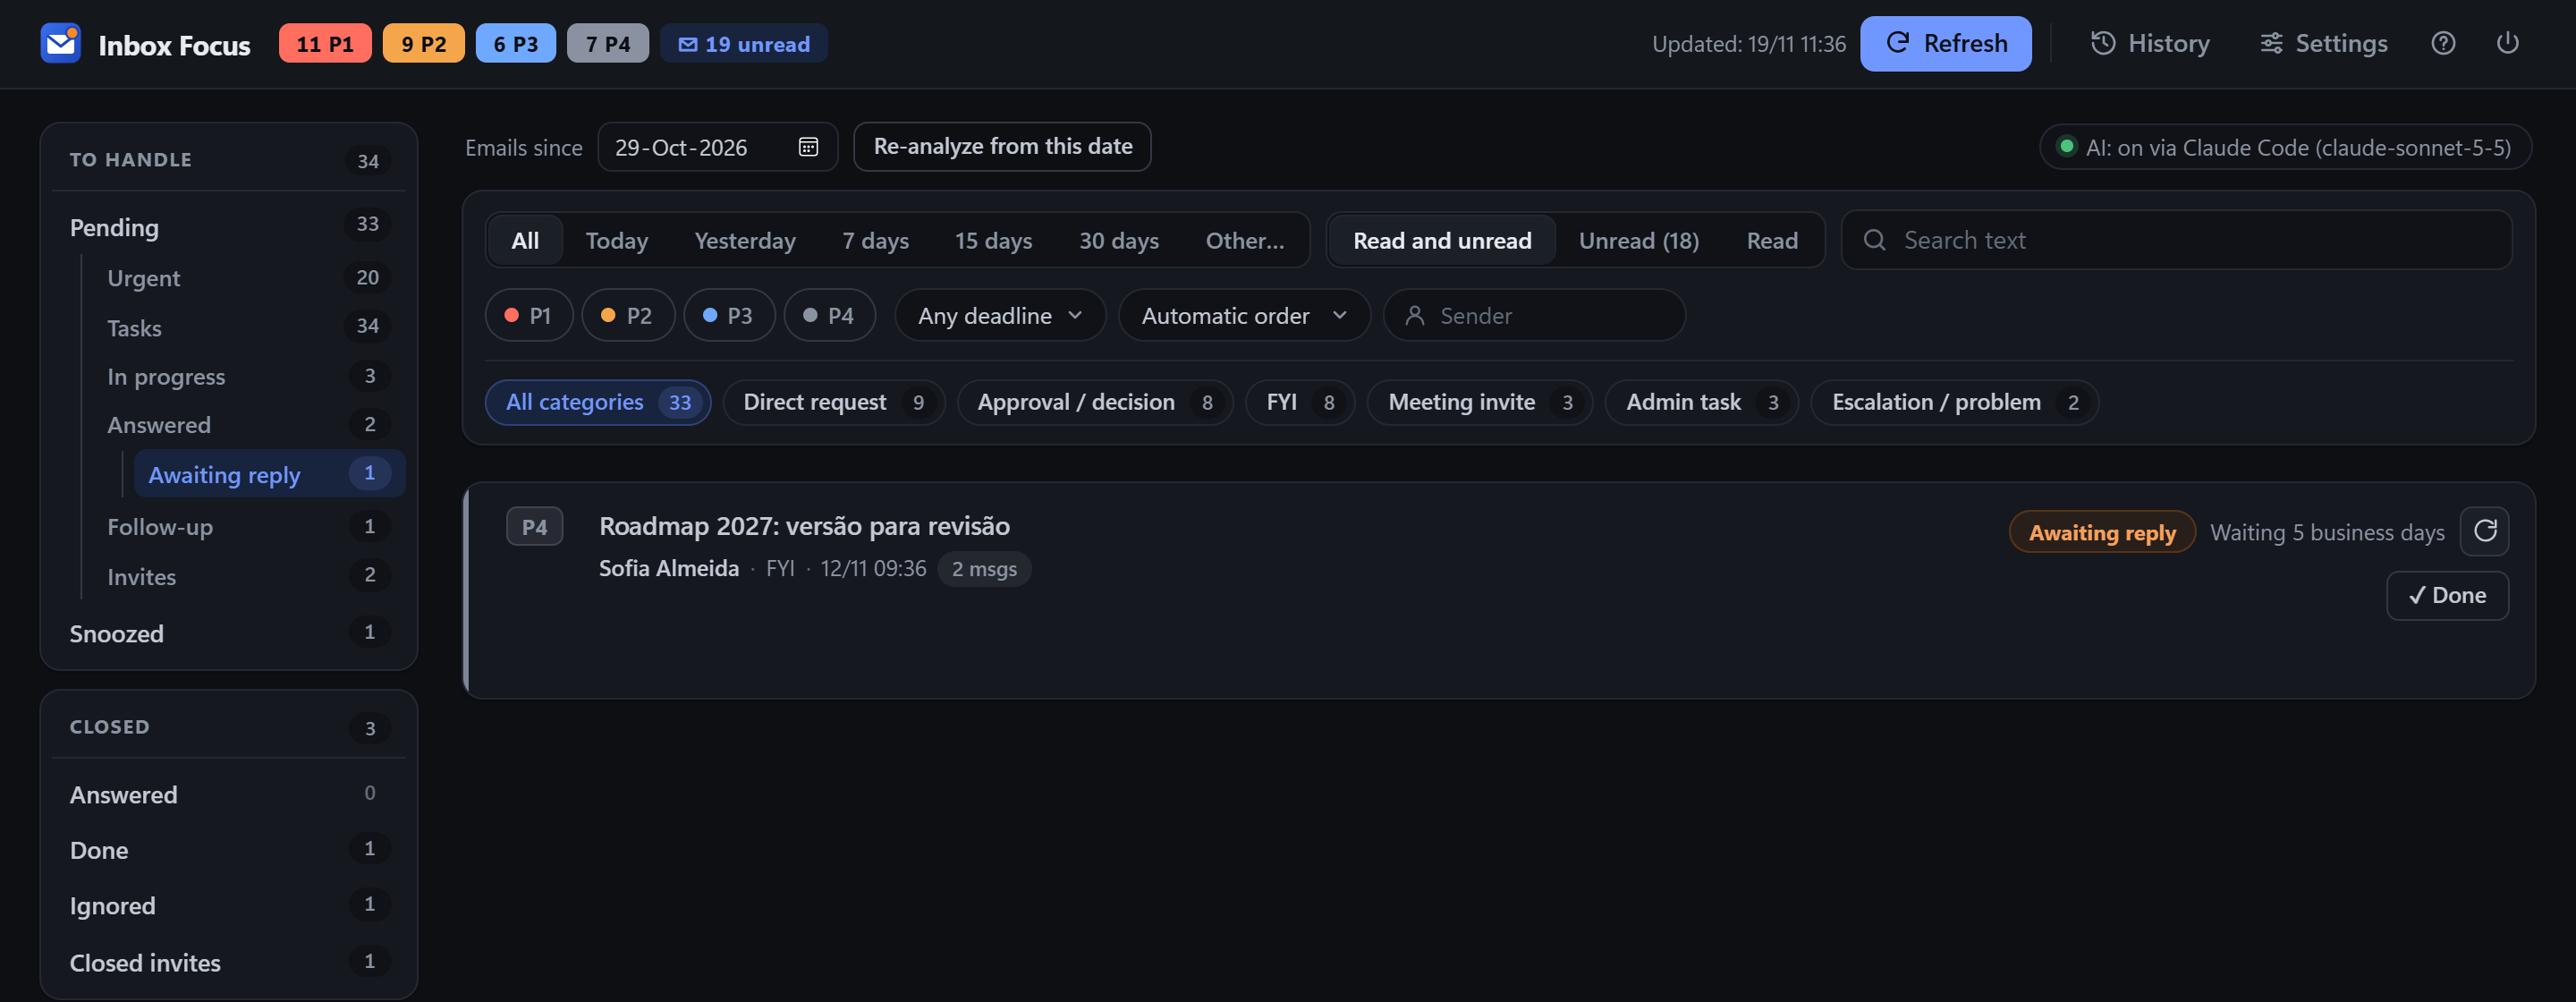 Inbox Focus 11 P1 9 P2 6 P3 7 P4 19 unread Updated: 19/11 11:36 Refresh History Settings
TO HANDLE 34
Pending 33
Urgent 20
Tasks 34
In progress 3
Answered 2
Awaiting reply 1
Follow-up 1
Invites 2
Snoozed 1
CLOSED 3
Answered 0
Done 1
Ignored 1
Closed invites 1
Emails since 29-Oct-2026 Re-analyze from this date AI: on via Claude Code (claude-sonnet-5-5)
All Today Yesterday 7 days 15 days 30 days Other... Read and unread Unread (18) Read Search text
P1 P2 P3 P4 Any deadline Automatic order Sender
All categories 33 Direct request 9 Approval / decision 8 FYI 8 Meeting invite 3 Admin task 3 Escalation / problem 2
P4 Roadmap 2027: versão para revisão Awaiting reply Waiting 5 business days
Sofia Almeida · FYI · 12/11 09:36 2 msgs
✓ Done